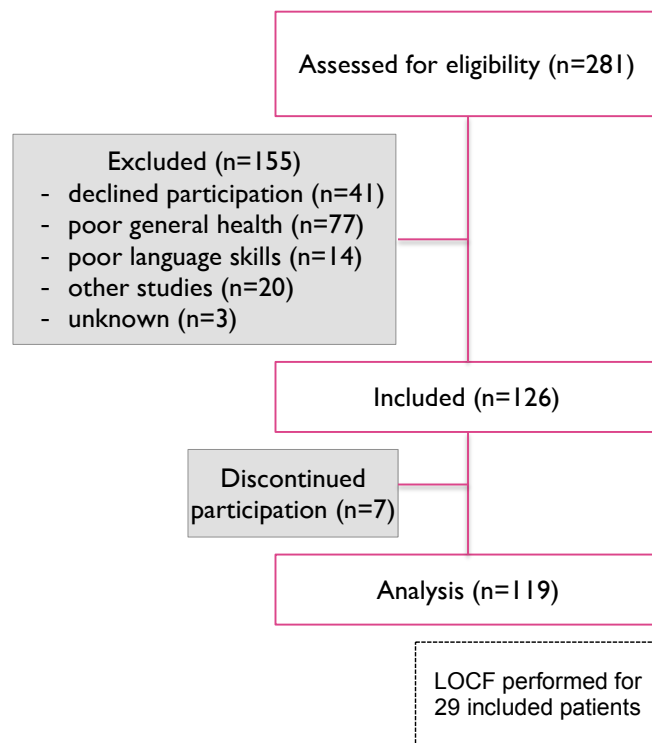 Assessed for eligibility (n=281)
Excluded (n=155)
- declined participation (n=41)
- poor general health (n=77)
- poor language skills (n=14)
- other studies (n=20)
- unknown (n=3)
Included (n=126)
Discontinued
participation (n=7)
Analysis (n=119)
LOCF performed for
29 included patients